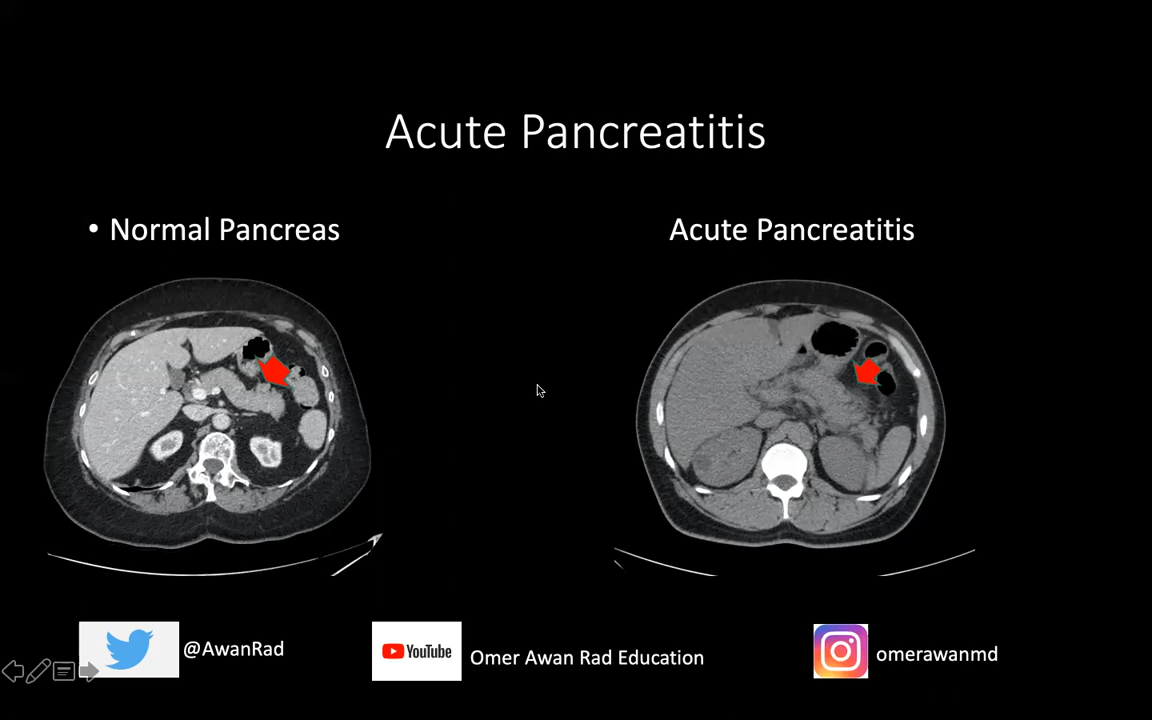 Acute Pancreatitis
• Normal Pancreas
Acute Pancreatitis
@AwanRad
YouTube
Omer Awan Rad Education
omerawanmd